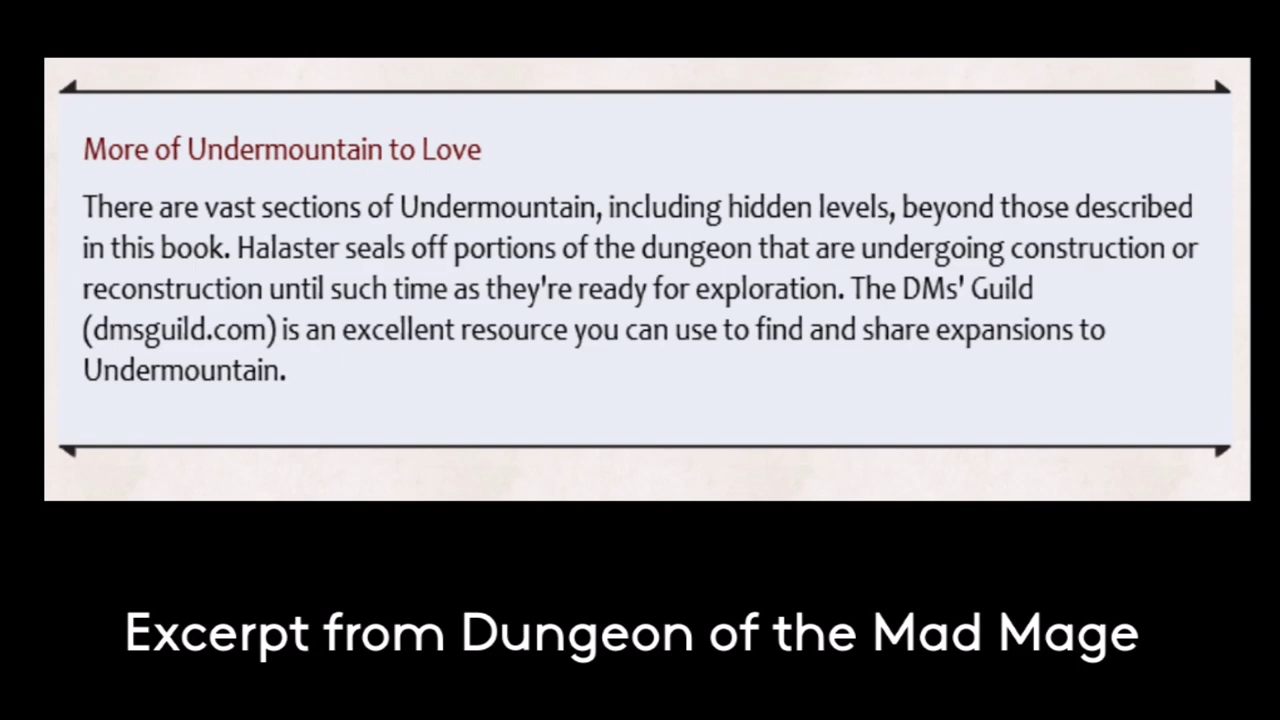 More of Undermountain to Love
There are vast sections of Undermountain, including hidden levels, beyond those described
in this book. Halaster seals off portions of the dungeon that are undergoing construction or
reconstruction until such time as they're ready for exploration. The DMs' Guild
(dmsguild.com) is an excellent resource you can use to find and share expansions to
Undermountain.
Excerpt from Dungeon of the Mad Mage